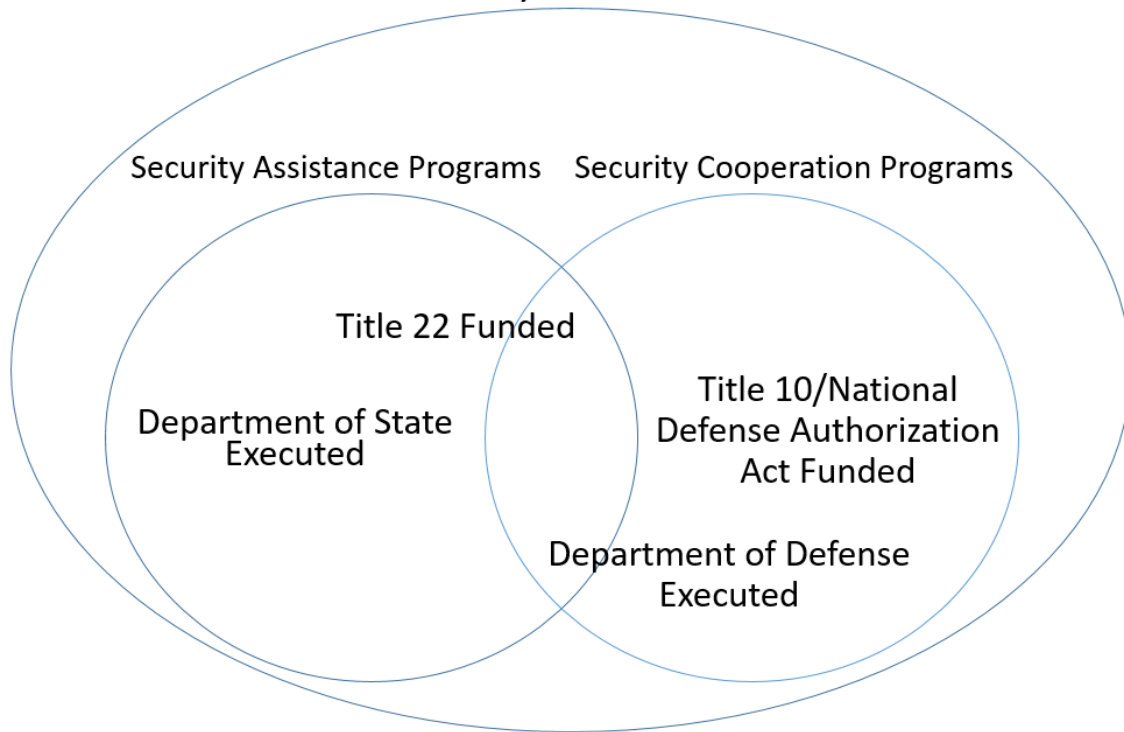 Security Assistance Programs
Security Cooperation Programs
Title 22 Funded
Department of State
Executed
Title 10/National
Defense Authorization
Act Funded
Department of Defense
Executed